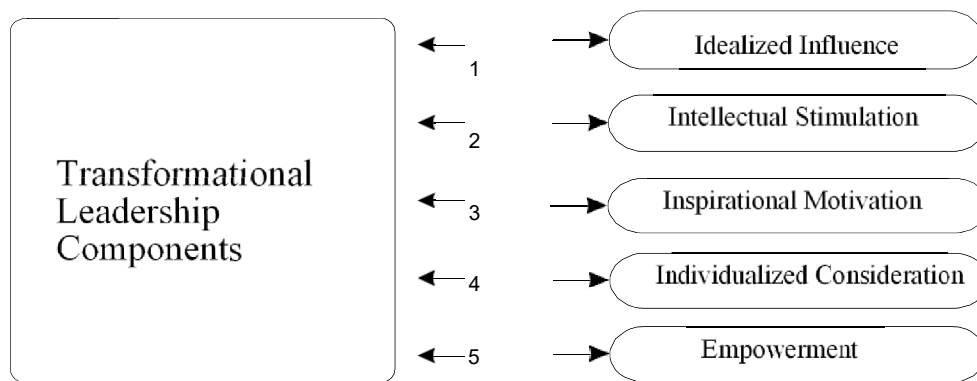 Transformational
Leadership
Components
1
Idealized Influence
2
Intellectual Stimulation
3
Inspirational Motivation
4
Individualized Consideration
5
Empowerment